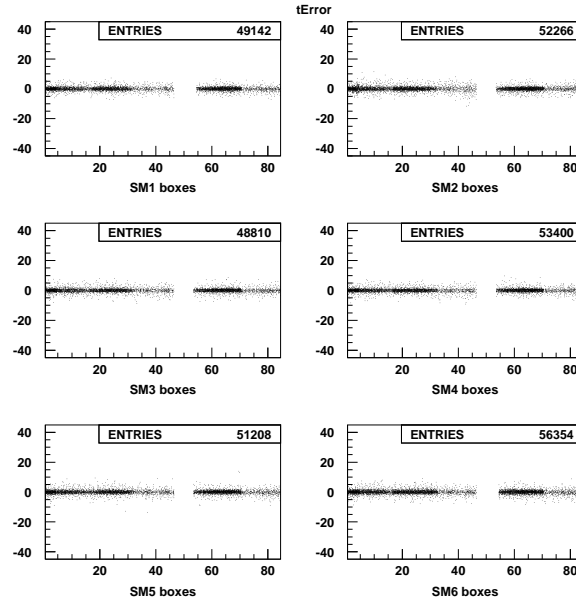 tError
ENTRIES 49142
40
20
0
-20
-40
20 40 60 80
SM1 boxes
ENTRIES 52266
40
20
0
-20
-40
20 40 60 80
SM2 boxes
ENTRIES 48810
40
20
0
-20
-40
20 40 60 80
SM3 boxes
ENTRIES 53400
40
20
0
-20
-40
20 40 60 80
SM4 boxes
ENTRIES 51208
40
20
0
-20
-40
20 40 60 80
SM5 boxes
ENTRIES 56354
40
20
0
-20
-40
20 40 60 80
SM6 boxes